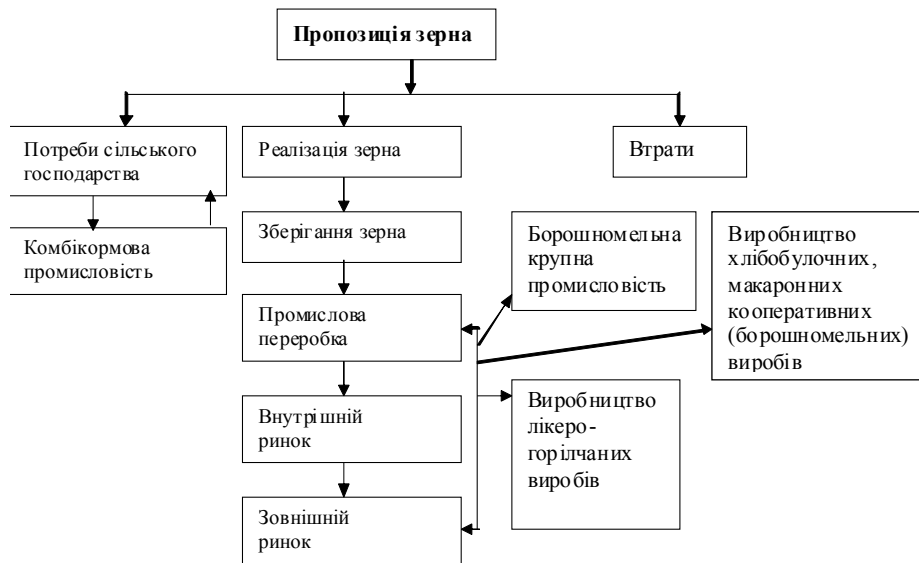 Пропозиція зерна
Потреби сільського
господарства
Реалізація зерна
Втрати
Комбікормова
промисловість
Зберігання зерна
Борошномельна
крупна
промисловість
Виробництво
хлібобулочних,
макаронних
кооперативних
(борошномельних)
виробів
Промислова
переробка
Внутрішній
ринок
Виробництво
лікеро-
горілчаних
виробів
Зовнішній
ринок